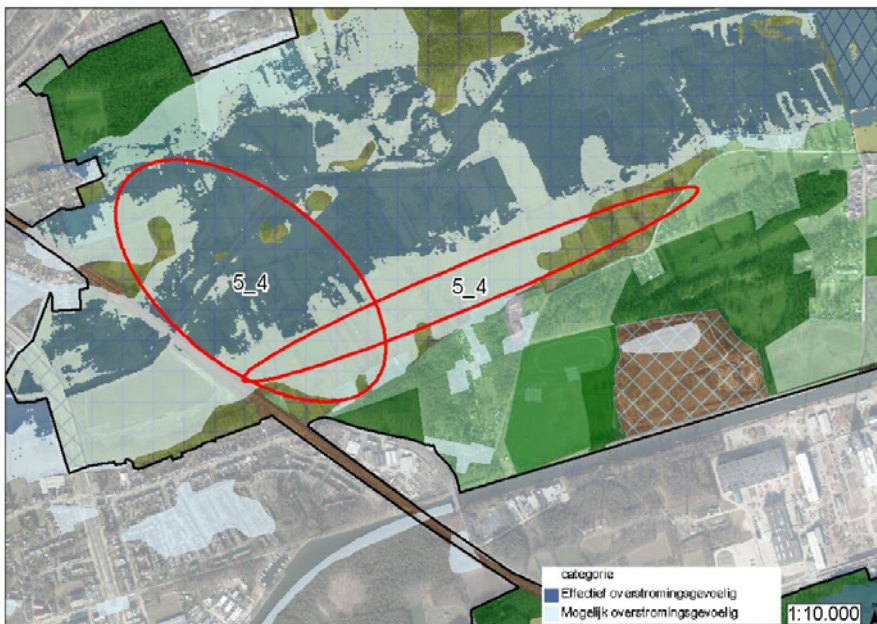 5_4
5_4
categorie
Effectief overstromingsgevoelig
Mogelijk overstromingsgevoelig
1:10.000